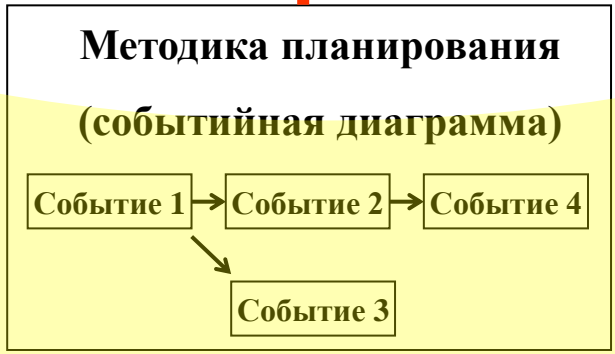 Методика планирования
(событийная диаграмма)
Событие 1
Событие 2
Событие 4
Событие 3